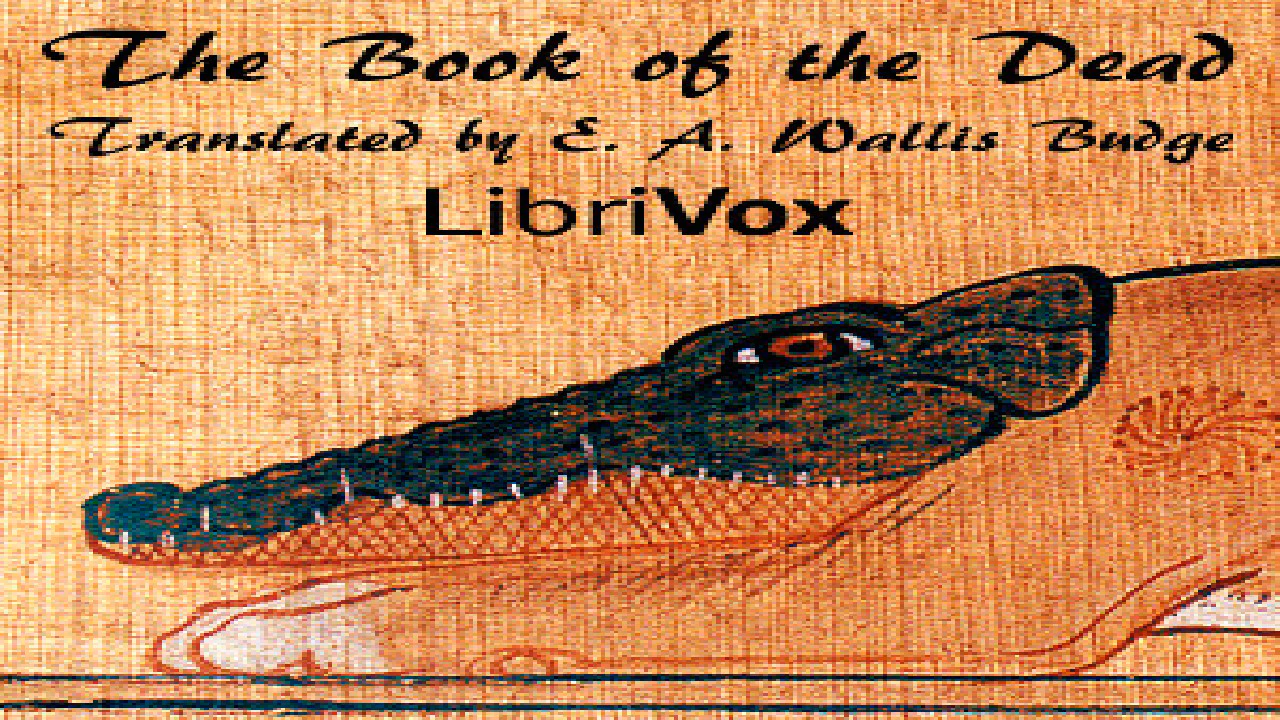 The Book of the Dead
Translated by E. A. Wallis Budge
LibriVox